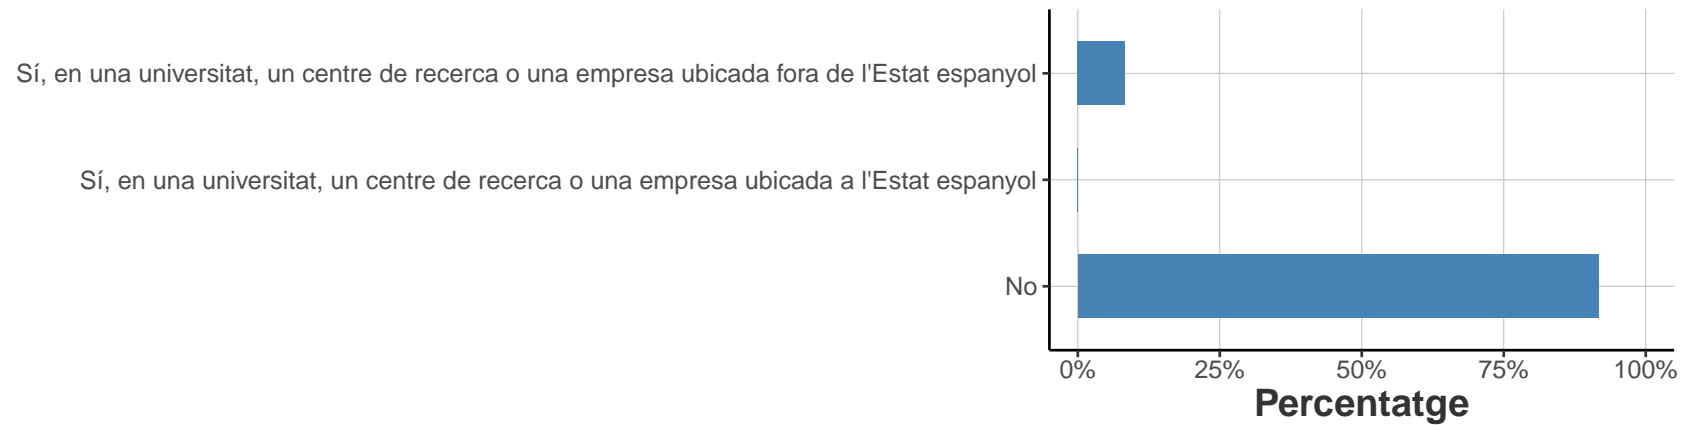 Sí, en una universitat, un centre de recerca o una empresa ubicada fora de l'Estat espanyol
Sí, en una universitat, un centre de recerca o una empresa ubicada a l'Estat espanyol
No
0% 25% 50% 75% 100%
Percentatge